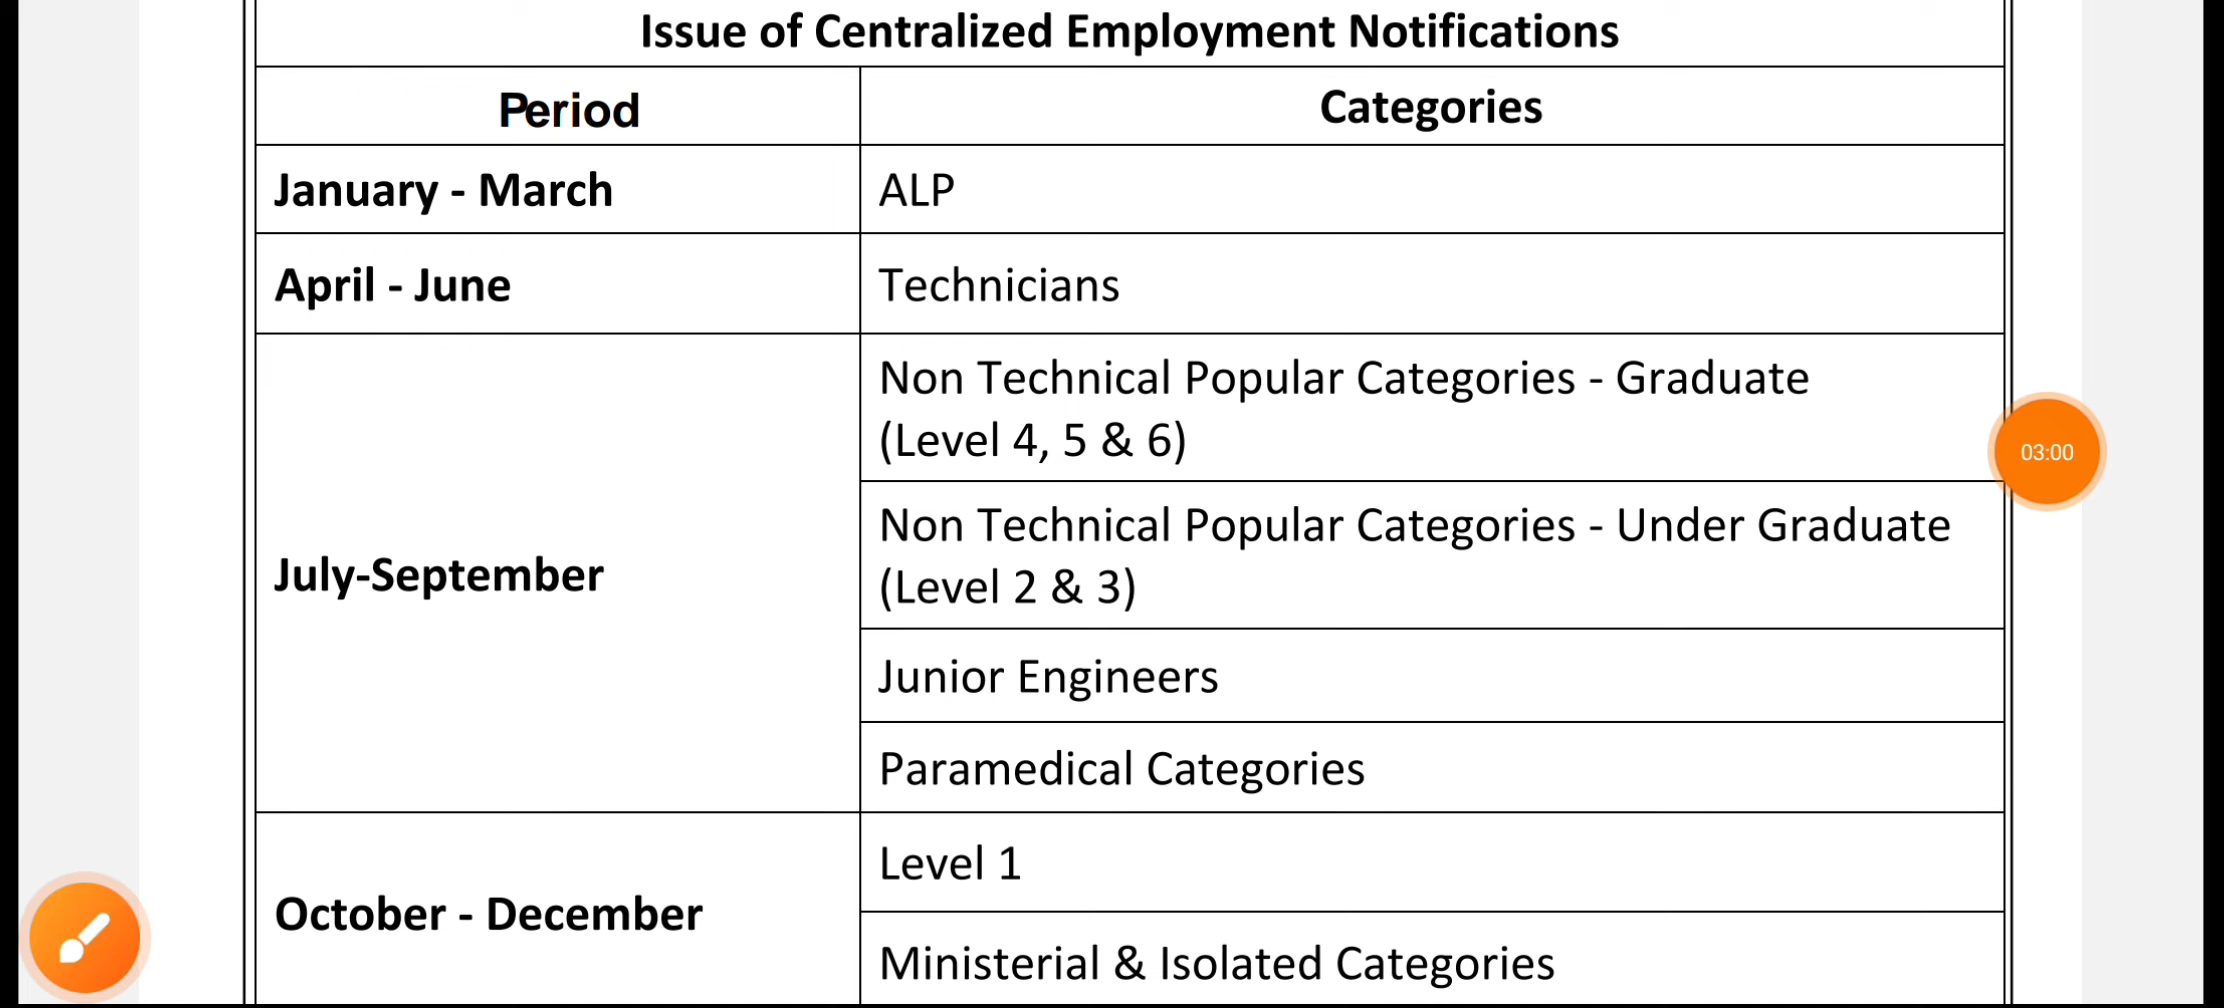 Issue of Centralized Employment Notifications
Period
Categories
January - March
ALP
April - June
Technicians
July-September
Non Technical Popular Categories - Graduate
(Level 4, 5 & 6)
Non Technical Popular Categories - Under Graduate
(Level 2 & 3)
Junior Engineers
Paramedical Categories
October - December
Level 1
Ministerial & Isolated Categories
03:00